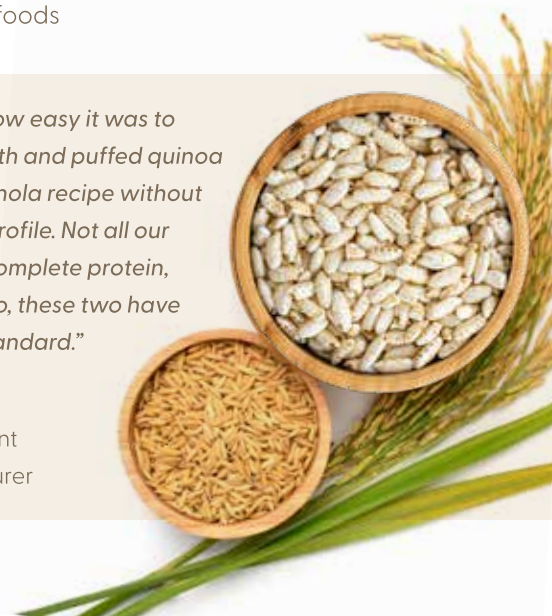 foods
ow easy it was to
th and puffed quinoa
nola recipe without
rofile. Not all our
omplete protein,
o, these two have
andard.”
nt
urer